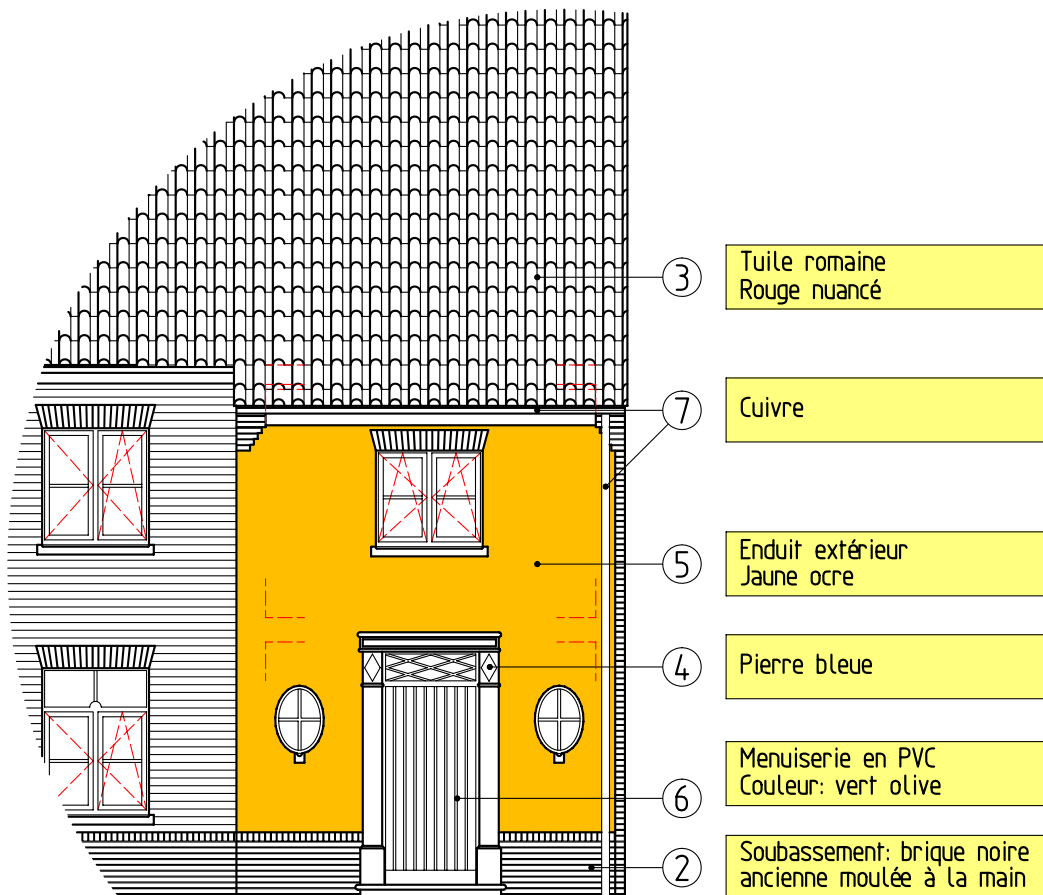 3
Tuile romaine
Rouge nuancé
7
Cuivre
5
Enduit extérieur
Jaune ocre
4
Pierre bleue
6
Menuiserie en PVC
Couleur: vert olive
2
Soubassement: brique noire
ancienne moulée à la main